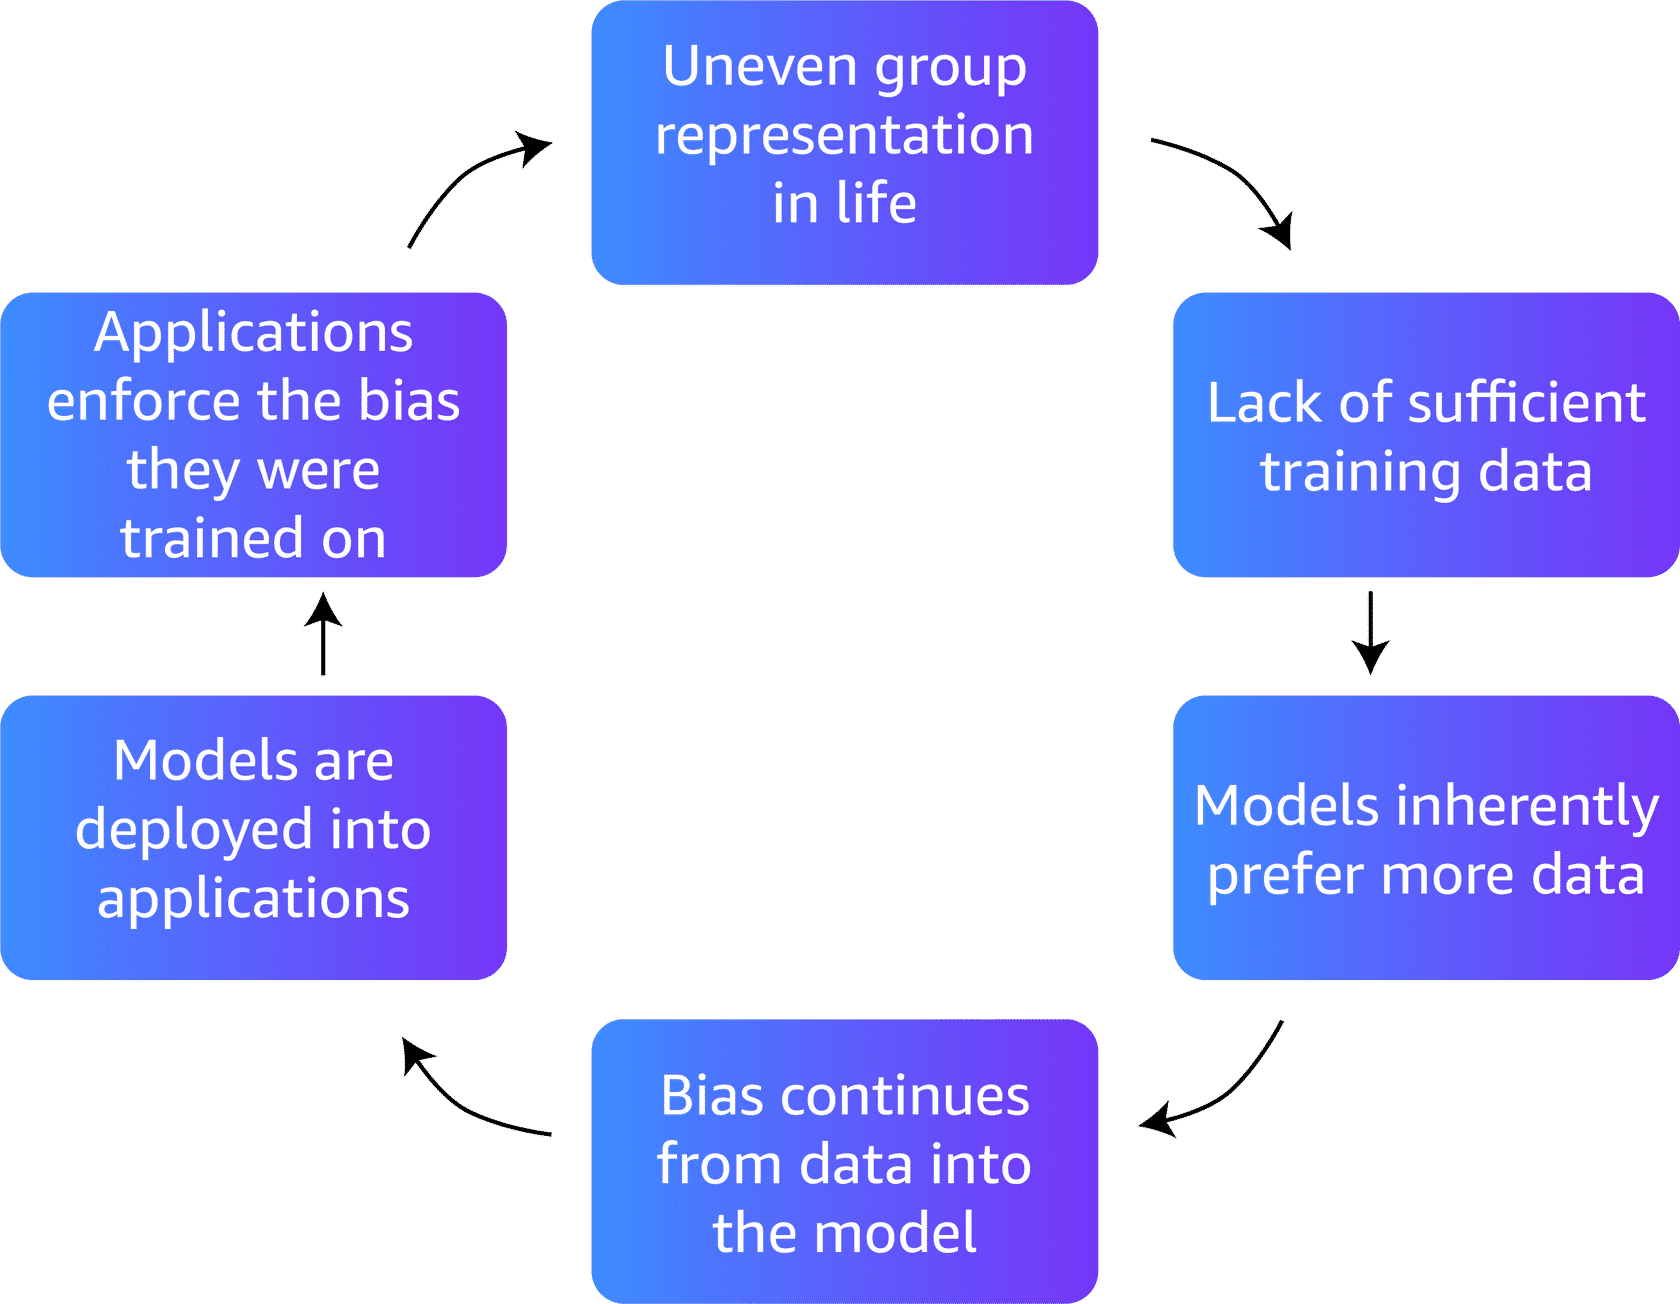 Uneven group
representation
in life
Lack of sufficient
training data
Models inherently
prefer more data
Bias continues
from data into
the model
Models are
deployed into
applications
Applications
enforce the bias
they were
trained on